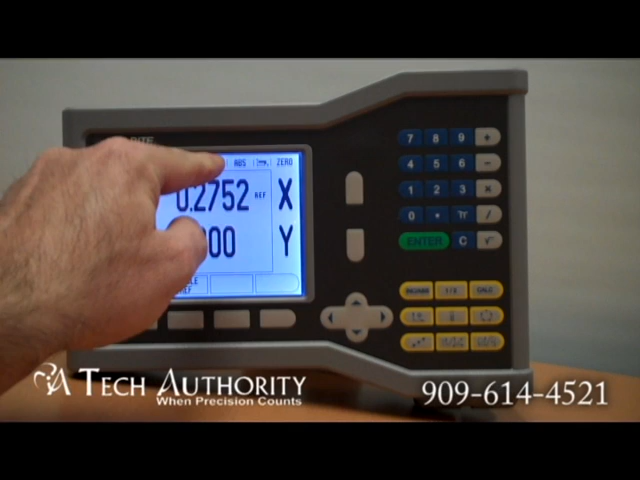 7 8 9 +
ABS ZERO
4 5 6 -
0.2752 REF X
1 2 3 ×
0 . /
Y
ENTER C √
INCH/MM 1/2 CALC
A TECH AUTHORITY
When Precision Counts
909-614-4521